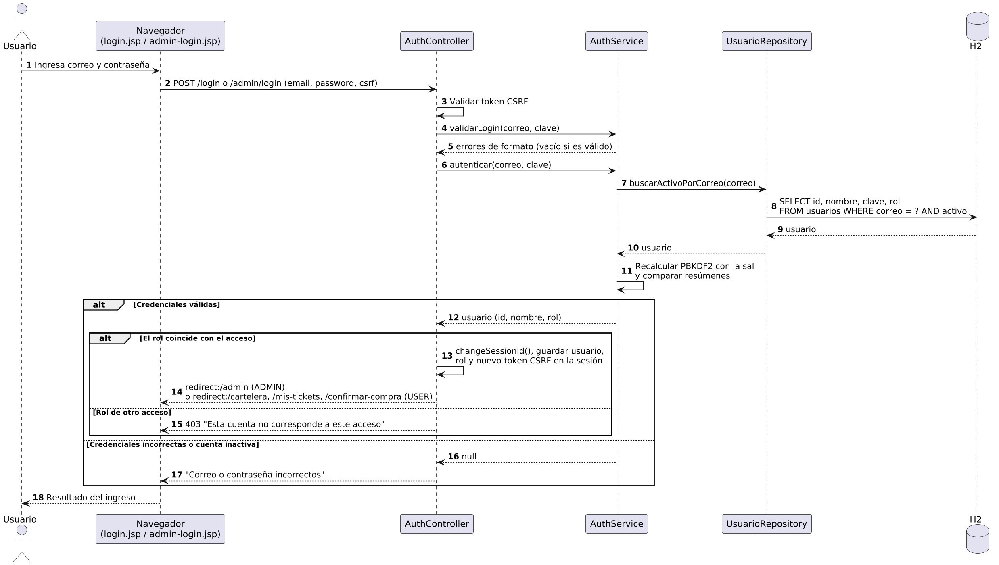 Usuario
Navegador
(login.jsp / admin-login.jsp)
AuthController
AuthService
UsuarioRepository
H2
1 Ingresa correo y contraseña
2 POST /login o /admin/login (email, password, csrf)
3 Validar token CSRF
4 validarLogin(correo, clave)
5 errores de formato (vacío si es válido)
6 autenticar(correo, clave)
7 buscarActivoPorCorreo(correo)
8 SELECT id, nombre, clave, rol
FROM usuarios WHERE correo = ? AND activo
9 usuario
10 usuario
11 Recalcular PBKDF2 con la sal
y comparar resúmenes
alt [Credenciales válidas]
12 usuario (id, nombre, rol)
alt [El rol coincide con el acceso]
13 changeSessionId(), guardar usuario,
rol y nuevo token CSRF en la sesión
14 redirect:/admin (ADMIN)
o redirect:/cartelera, /mis-tickets, /confirmar-compra (USER)
[Rol de otro acceso]
15 403 "Esta cuenta no corresponde a este acceso"
[Credenciales incorrectas o cuenta inactiva]
16 null
17 "Correo o contraseña incorrectos"
18 Resultado del ingreso
Usuario
Navegador
(login.jsp / admin-login.jsp)
AuthController
AuthService
UsuarioRepository
H2